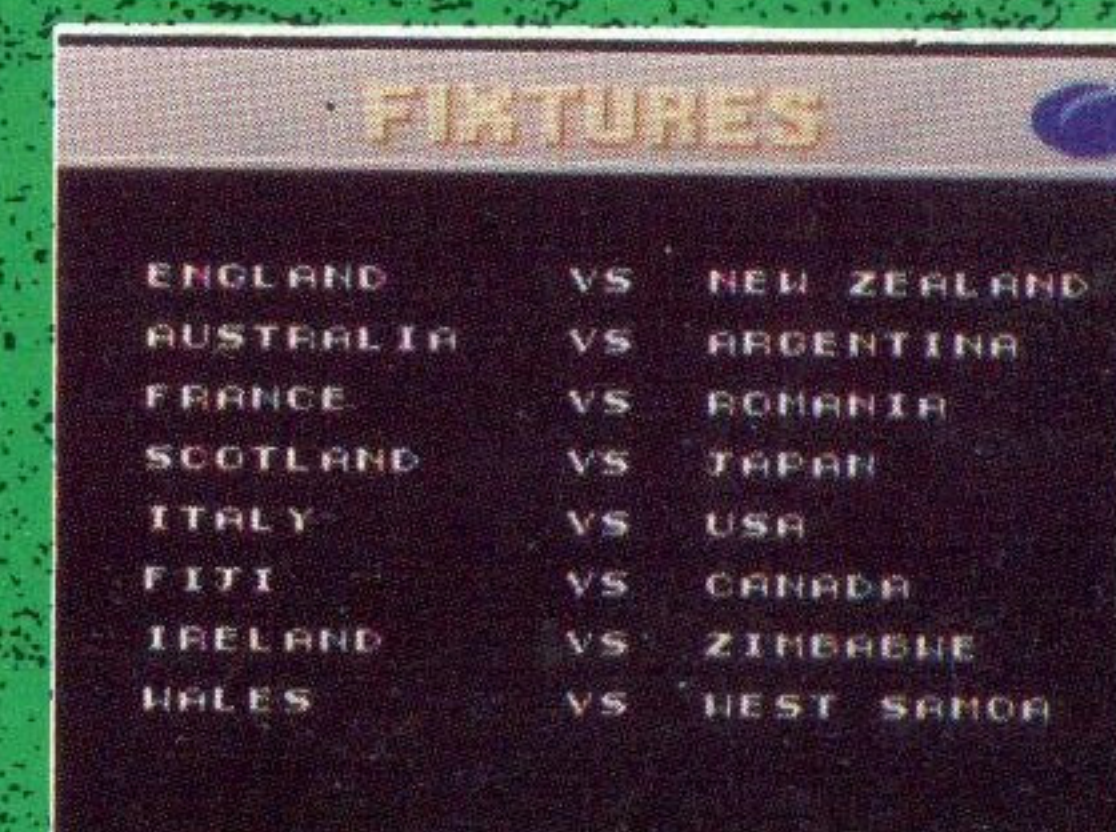 FIXTURES
ENGLAND VS NEW ZEALAND
AUSTRALIA VS ARGENTINA
FRANCE VS ROMANIA
SCOTLAND VS JAPAN
ITALY VS USA
FIJI VS CANADA
IRELAND VS ZIMBABWE
WALES VS WEST SAMOA